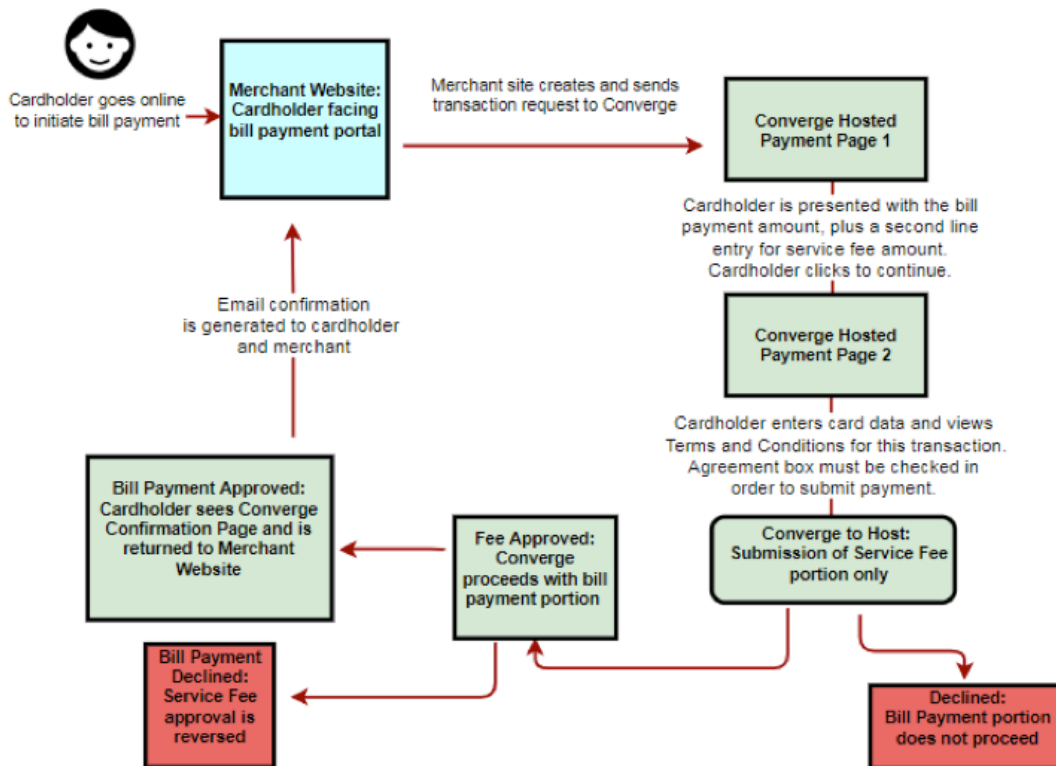 Cardholder goes online
to initiate bill payment
Merchant Website:
Cardholder facing
bill payment portal
Merchant site creates and sends
transaction request to Converge
Converge Hosted
Payment Page 1
Cardholder is presented with the bill
payment amount, plus a second line
entry for service fee amount.
Cardholder clicks to continue.
Converge Hosted
Payment Page 2
Cardholder enters card data and views
Terms and Conditions for this transaction.
Agreement box must be checked in
order to submit payment.
Converge to Host:
Submission of Service Fee
portion only
Declined:
Bill Payment portion
does not proceed
Fee Approved:
Converge
proceeds with bill
payment portion
Bill Payment
Declined:
Service Fee
approval is
reversed
Bill Payment Approved:
Cardholder sees Converge
Confirmation Page and is
returned to Merchant
Website
Email confirmation
is generated to cardholder
and merchant